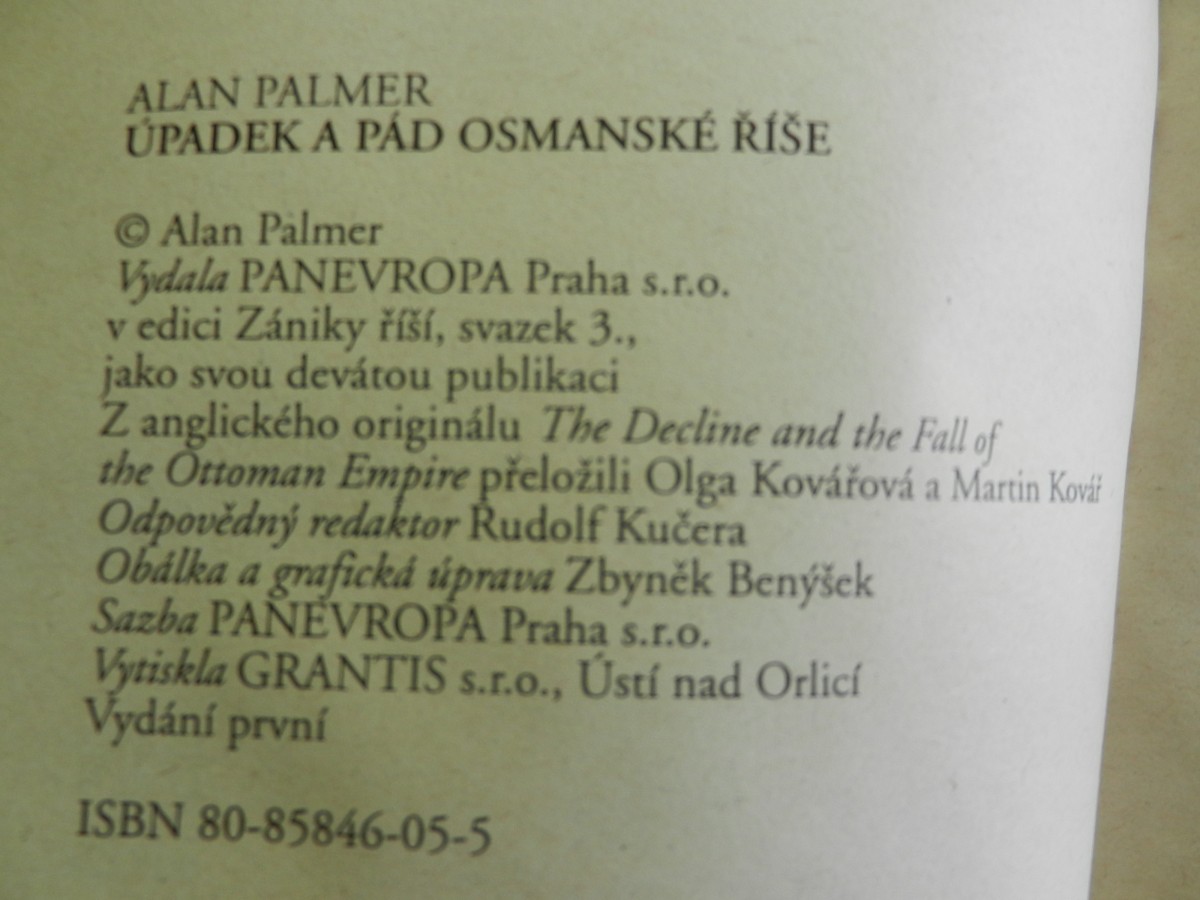 ALAN PALMER
ÚPADEK A PÁD OSMANSKÉ ŘÍŠE
© Alan Palmer
Vydala PANEVROPA Praha s.r.o.
v edici Zániky říší, svazek 3.,
jako svou devátou publikaci
Z anglického originálu The Decline and the Fall of
the Ottoman Empire přeložili Olga Kovářová a Martin Kovář
Odpovědný redaktor Rudolf Kučera
Obálka a grafická úprava Zbyněk Benýšek
Sazba PANEVROPA Praha s.r.o.
Vytiskla GRANTIS s.r.o., Ústí nad Orlicí
Vydání první
ISBN 80-85846-05-5